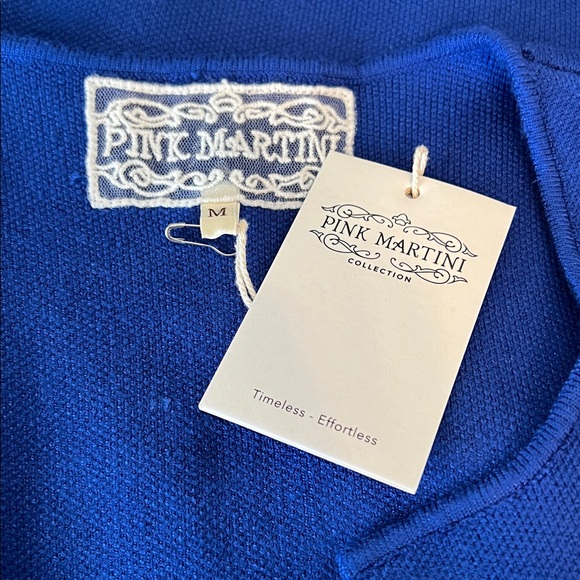 PINK MARTINI
M
PINK MARTINI
COLLECTION
Timeless - Effortless